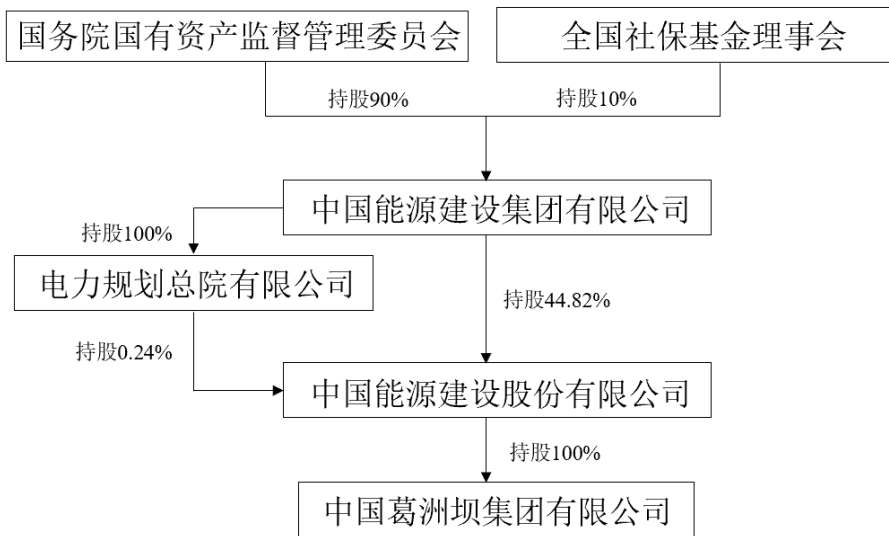 国务院国有资产监督管理委员会
全国社保基金理事会
持股90%
持股10%
中国能源建设集团有限公司
持股100%
电力规划总院有限公司
持股44.82%
持股0.24%
中国能源建设股份有限公司
持股100%
中国葛洲坝集团有限公司